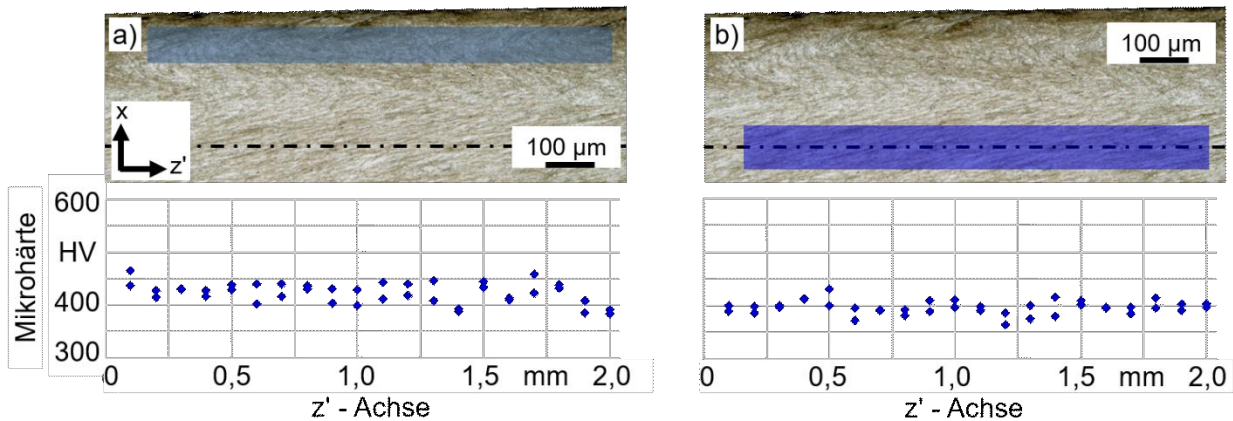 a)
x
z'
100 µm
b)
100 µm
Mikrohärte
600
HV
400
300
0 0,5 1,0 1,5 mm 2,0
z' - Achse
0 0,5 1,0 1,5 mm 2,0
z' - Achse